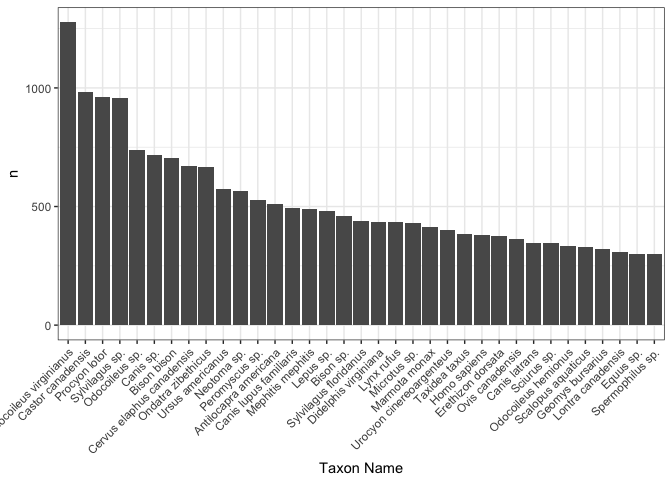 1000
500
0
n
docoileus virginianus
Castor canadensis
Procyon lotor
Sylvilagus sp.
Odocoileus sp.
Canis sp.
Bison bison
Cervus elaphus canadensis
Ondatra zibethicus
Ursus americanus
Neotoma sp.
Peromyscus sp.
Antilocapra americana
Canis lupus familiaris
Mephitis mephitis
Lepus sp.
Bison sp.
Sylvilagus floridanus
Didelphis virginiana
Lynx rufus
Microtus sp.
Marmota monax
Urocyon cinereoargenteus
Taxidea taxus
Homo sapiens
Erethizon dorsata
Ovis canadensis
Canis latrans
Sciurus sp.
Odocoileus hemionus
Scalopus aquaticus
Geomys bursarius
Lontra canadensis
Equus sp.
Spermophilus sp.
Taxon Name